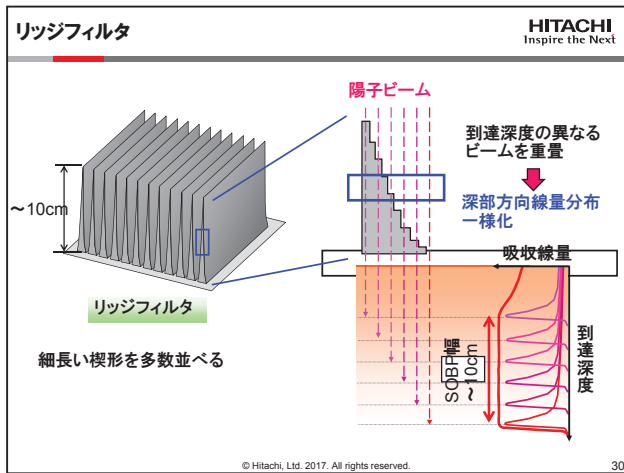 リッジフィルタ
HITACHI
Inspire the Next
陽子ビーム
到達深度の異なる
ビームを重畳
深部方向線量分布
一様化
~10cm
吸収線量
リッジフィルタ
細長い楔形を多数並べる
SOBP幅
~10cm
到達深度
© Hitachi, Ltd. 2017. All rights reserved.
30